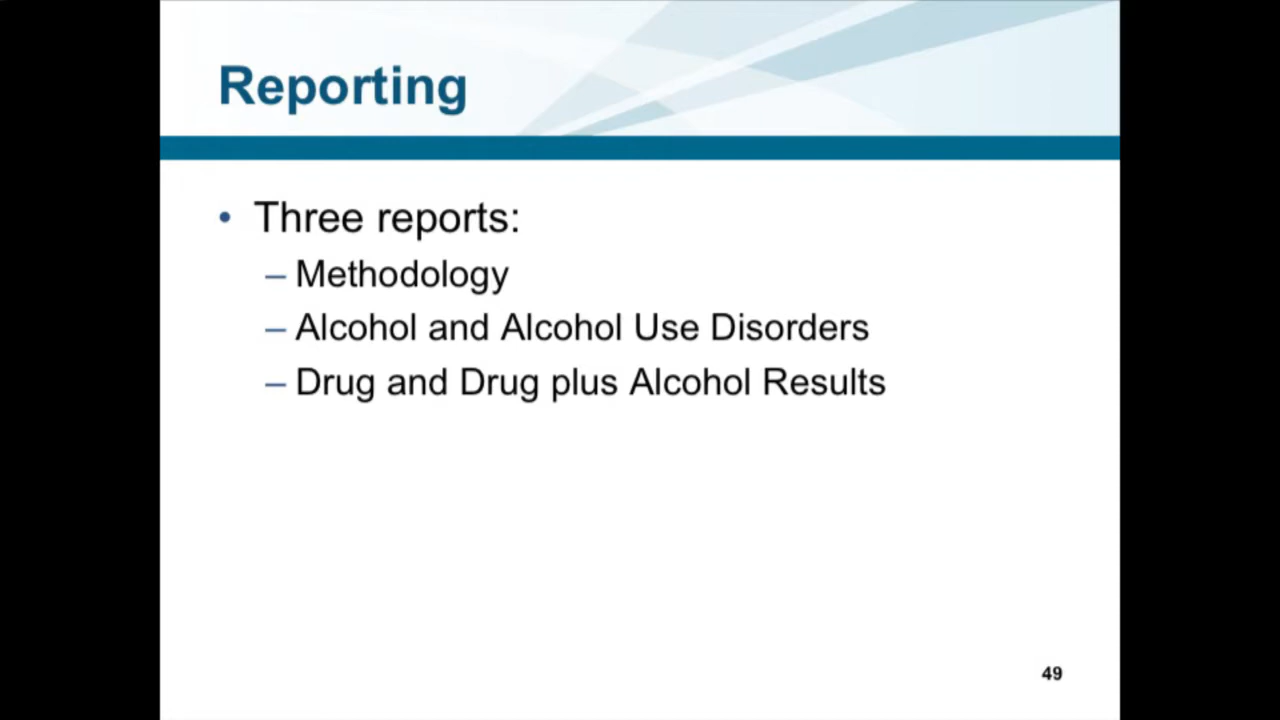 Reporting
• Three reports:
– Methodology
– Alcohol and Alcohol Use Disorders
– Drug and Drug plus Alcohol Results
49